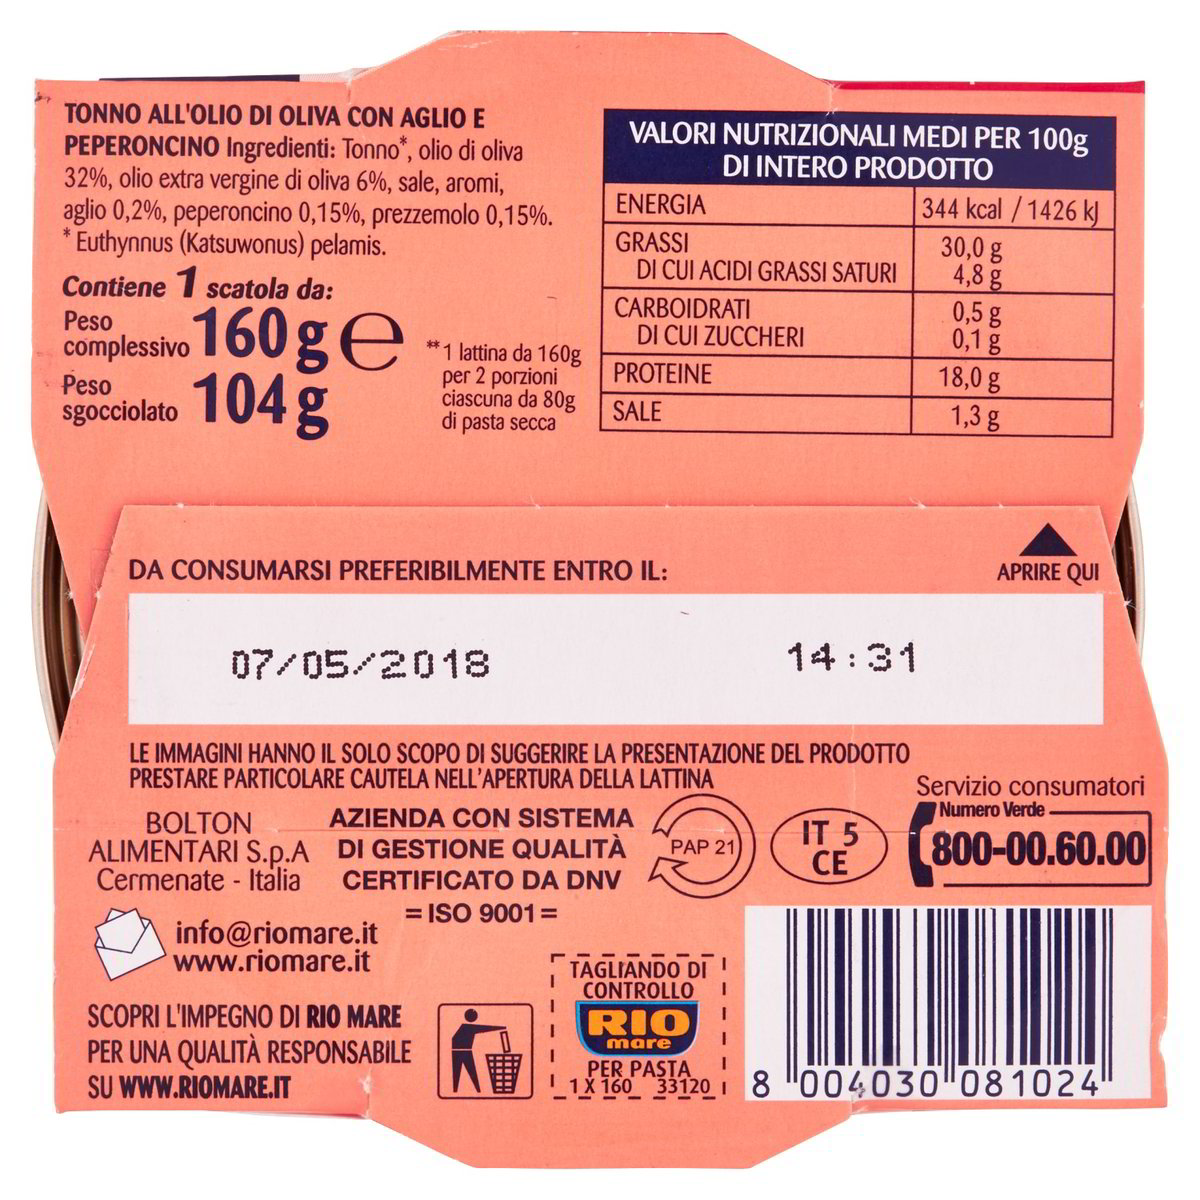 TONNO ALL'OLIO DI OLIVA CON AGLIO E
PEPERONCINO Ingredienti: Tonno*, olio di oliva
32%, olio extra vergine di oliva 6%, sale, aromi,
aglio 0,2%, peperoncino 0,15%, prezzemolo 0,15%.
* Euthynnus (Katsuwonus) pelamis.
Contiene 1 scatola da:
Peso
complessivo 160 g e
Peso
sgocciolato 104 g
** 1 lattina da 160g
per 2 porzioni
ciascuna da 80g
di pasta secca
VALORI NUTRIZIONALI MEDI PER 100g
DI INTERO PRODOTTO
ENERGIA 344 kcal / 1426 kJ
GRASSI 30,0 g
DI CUI ACIDI GRASSI SATURI 4,8 g
CARBOIDRATI 0,5 g
DI CUI ZUCCHERI 0,1 g
PROTEINE 18,0 g
SALE 1,3 g
DA CONSUMARSI PREFERIBILMENTE ENTRO IL:
APRIRE QUI
07/05/2018 14:31
LE IMMAGINI HANNO IL SOLO SCOPO DI SUGGERIRE LA PRESENTAZIONE DEL PRODOTTO
PRESTARE PARTICOLARE CAUTELA NELL'APERTURA DELLA LATTINA
BOLTON
ALIMENTARI S.p.A
Cermenate - Italia
AZIENDA CON SISTEMA
DI GESTIONE QUALITÀ
CERTIFICATO DA DNV
= ISO 9001 =
PAP 21
IT 5
CE
Servizio consumatori
Numero Verde
800-00.60.00
info@riomare.it
www.riomare.it
SCOPRI L'IMPEGNO DI RIO MARE
PER UNA QUALITÀ RESPONSABILE
SU WWW.RIOMARE.IT
TAGLIANDO DI
CONTROLLO
RIO
mare
PER PASTA
1 X 160 33120
8 004030 081024